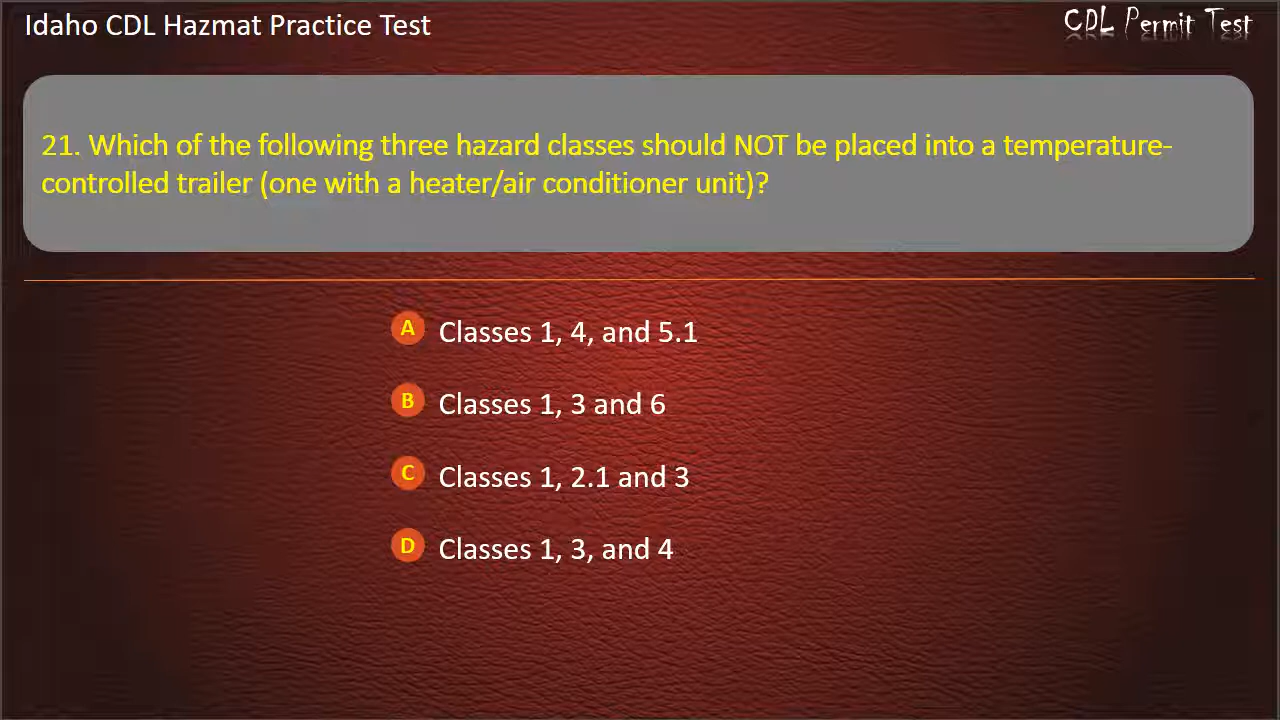 Idaho CDL Hazmat Practice Test
CDL Permit Test
21. Which of the following three hazard classes should NOT be placed into a temperature-
controlled trailer (one with a heater/air conditioner unit)?
A Classes 1, 4, and 5.1
B Classes 1, 3 and 6
C Classes 1, 2.1 and 3
D Classes 1, 3, and 4